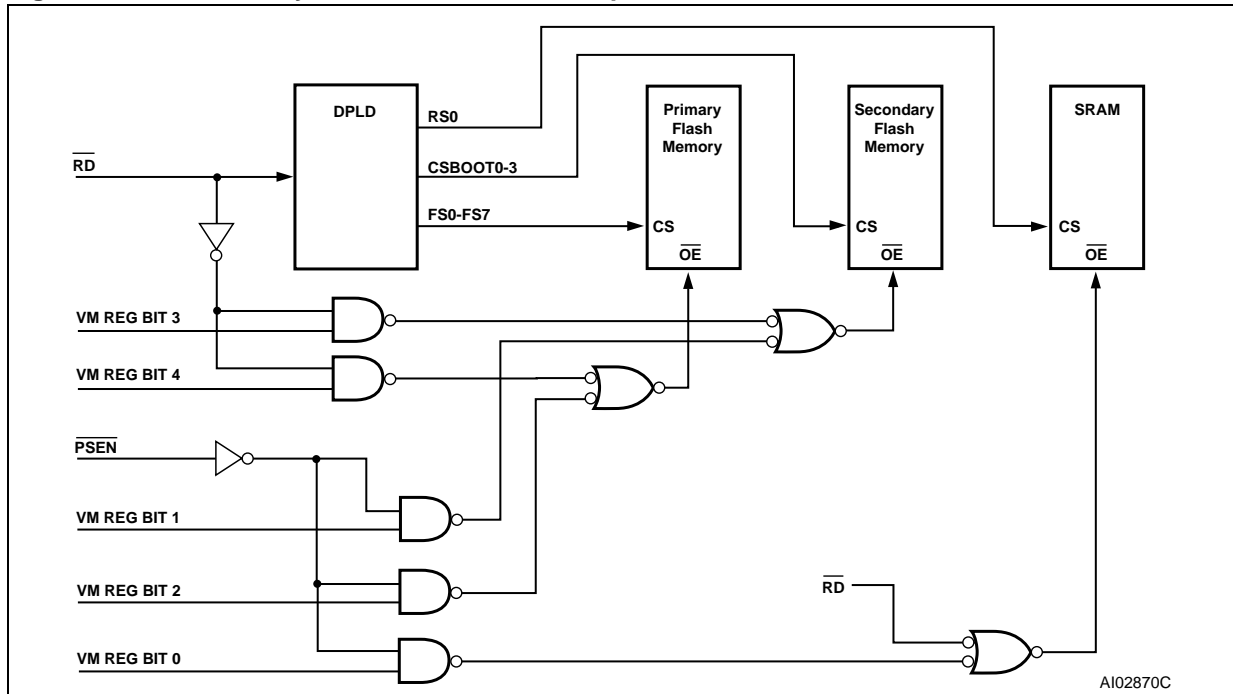 DPLD
RS0
CSBOOT0-3
FS0-FS7
Primary
Flash
Memory
CS
OE
Secondary
Flash
Memory
CS
OE
SRAM
CS
OE
RD
VM REG BIT 3
VM REG BIT 4
PSEN
VM REG BIT 1
VM REG BIT 2
RD
VM REG BIT 0
AI02870C